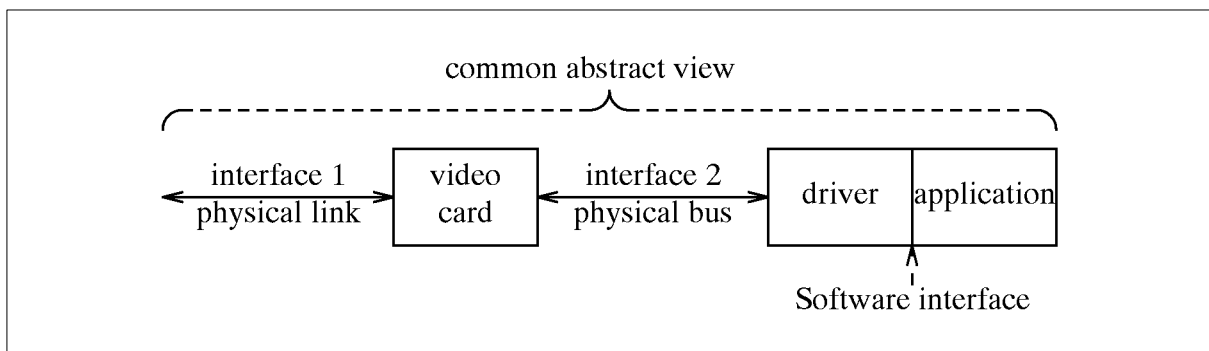 common abstract view
interface 1
physical link
video
card
interface 2
physical bus
driver
application
Software interface